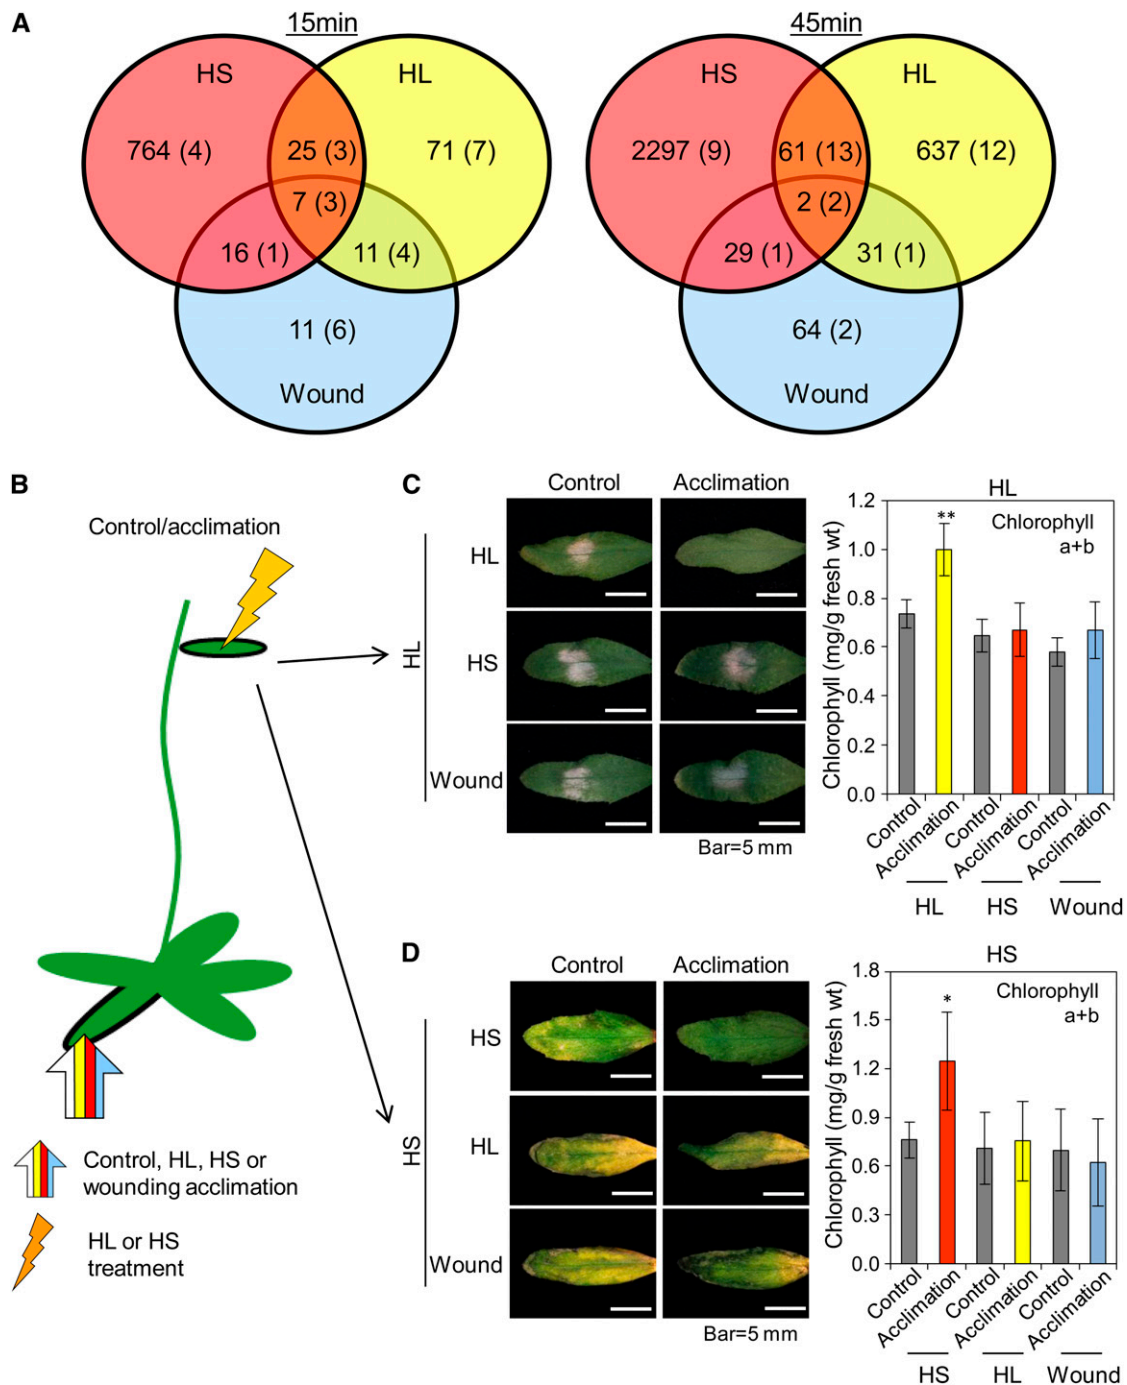 A
15min
45min
HS
HL
764 (4)
25 (3)
71 (7)
7 (3)
16 (1)
11 (4)
11 (6)
Wound
HS
HL
2297 (9)
61 (13)
637 (12)
2 (2)
29 (1)
31 (1)
64 (2)
Wound
B
Control/acclimation
Control, HL, HS or
wounding acclimation
HL or HS
treatment
C
Control
Acclimation
HL
HL
HS
Wound
Bar=5 mm
HL
Chlorophyll
a+b
Chlorophyll (mg/g fresh wt)
1.2
1.0
0.8
0.6
0.4
0.2
0.0
**
Control
Acclimation
Control
Acclimation
Control
Acclimation
HL
HS
Wound
D
Control
Acclimation
HS
HS
HL
Wound
Bar=5 mm
HS
Chlorophyll
a+b
Chlorophyll (mg/g fresh wt)
1.8
1.5
1.2
0.9
0.6
0.3
0.0
*
Control
Acclimation
Control
Acclimation
Control
Acclimation
HS
HL
Wound